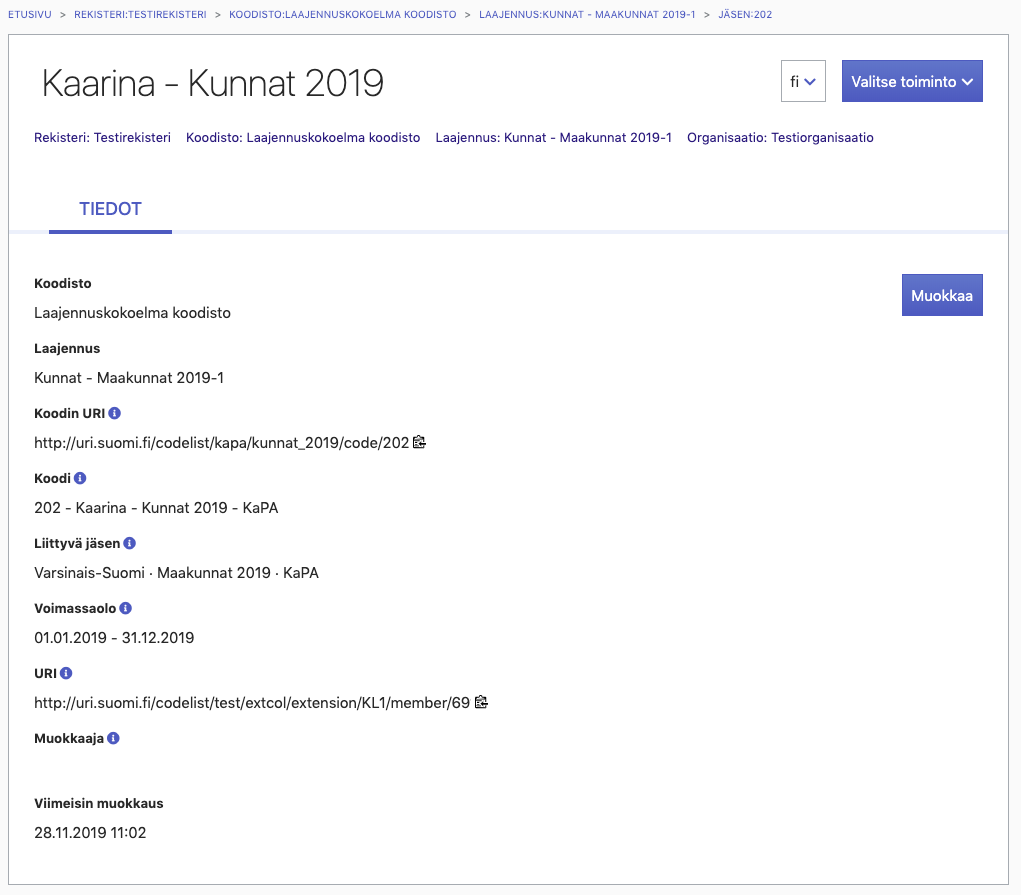 ETUSIVU > REKISTERI:TESTIREKISTERI > KOODISTO:LAAJENNUSKOKOELMA KOODISTO > LAAJENNUS:KUNNAT - MAAKUNNAT 2019-1 > JÄSEN:202
Kaarina - Kunnat 2019
fi
Valitse toiminto
Rekisteri: Testirekisteri Koodisto: Laajennuskokoelma koodisto Laajennus: Kunnat - Maakunnat 2019-1 Organisaatio: Testiorganisaatio
TIEDOT
Koodisto
Muokkaa
Laajennuskokoelma koodisto
Laajennus
Kunnat - Maakunnat 2019-1
Koodin URI
http://uri.suomi.fi/codelist/kapa/kunnat_2019/code/202
Koodi
202 - Kaarina - Kunnat 2019 - KaPA
Liittyvä jäsen
Varsinais-Suomi · Maakunnat 2019 · KaPA
Voimassaolo
01.01.2019 - 31.12.2019
URI
http://uri.suomi.fi/codelist/test/extcol/extension/KL1/member/69
Muokkaaja
Viimeisin muokkaus
28.11.2019 11:02